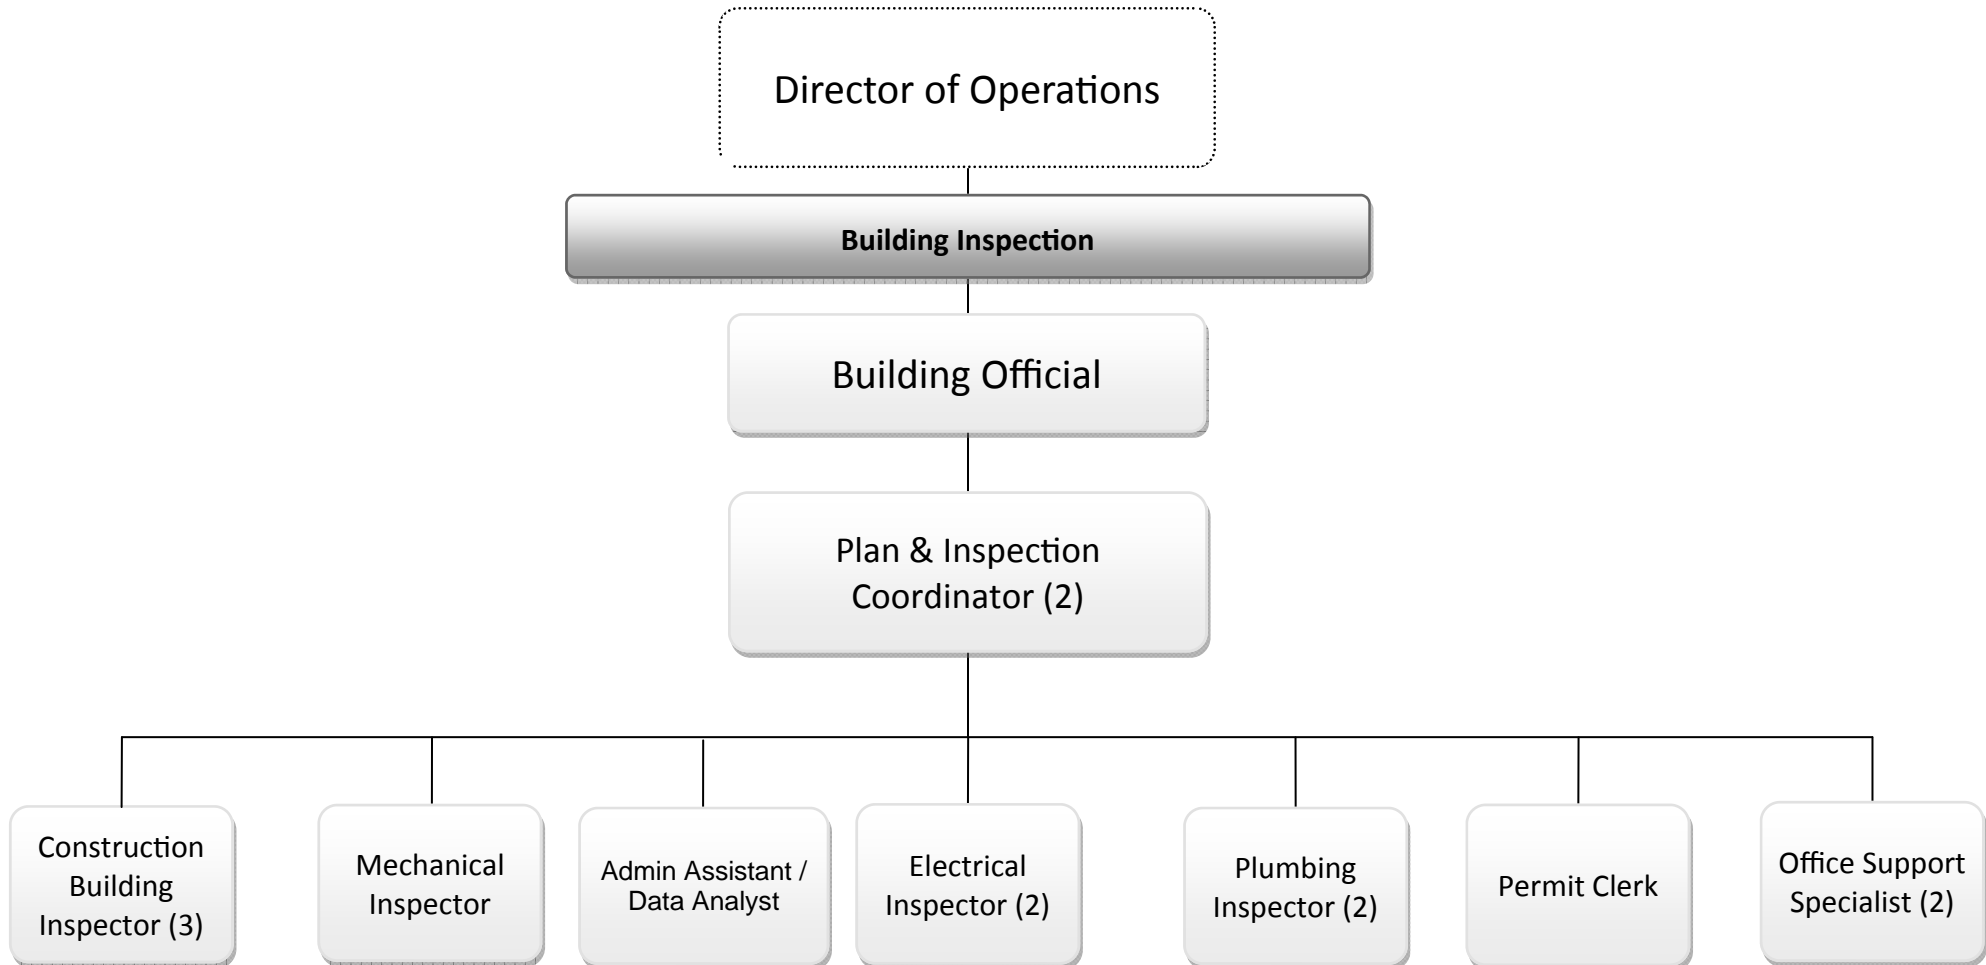 Director of Operations
Building Inspection
Building Official
Plan & Inspection
Coordinator (2)
Construction
Building
Inspector (3)
Mechanical
Inspector
Admin Assistant /
Data Analyst
Electrical
Inspector (2)
Plumbing
Inspector (2)
Permit Clerk
Office Support
Specialist (2)